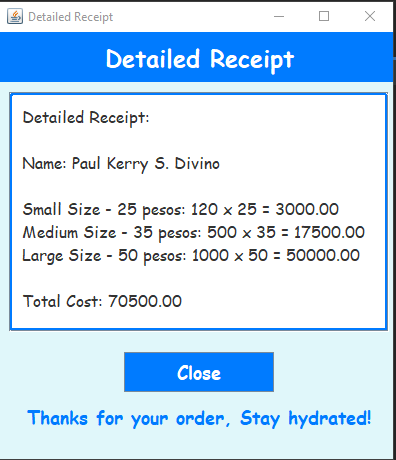 Detailed Receipt
Detailed Receipt
Detailed Receipt:
Name: Paul Kerry S. Divino
Small Size - 25 pesos: 120 x 25 = 3000.00
Medium Size - 35 pesos: 500 x 35 = 17500.00
Large Size - 50 pesos: 1000 x 50 = 50000.00
Total Cost: 70500.00
Close
Thanks for your order, Stay hydrated!